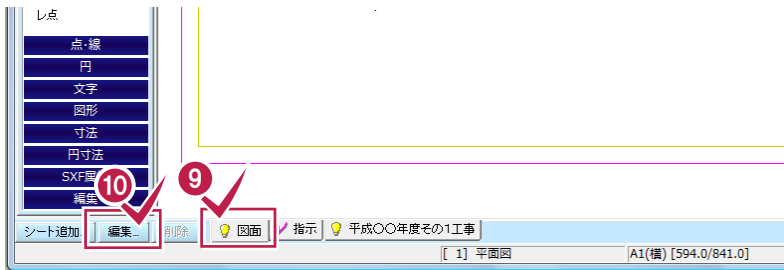 レ点
点・線
円
文字
図形
寸法
円寸法
SXF属
編集
10
9
シート追加...
編集...
削除
図面
指示
平成〇〇年度その1工事
[ 1] 平面図
A1(横) [594.0/841.0]